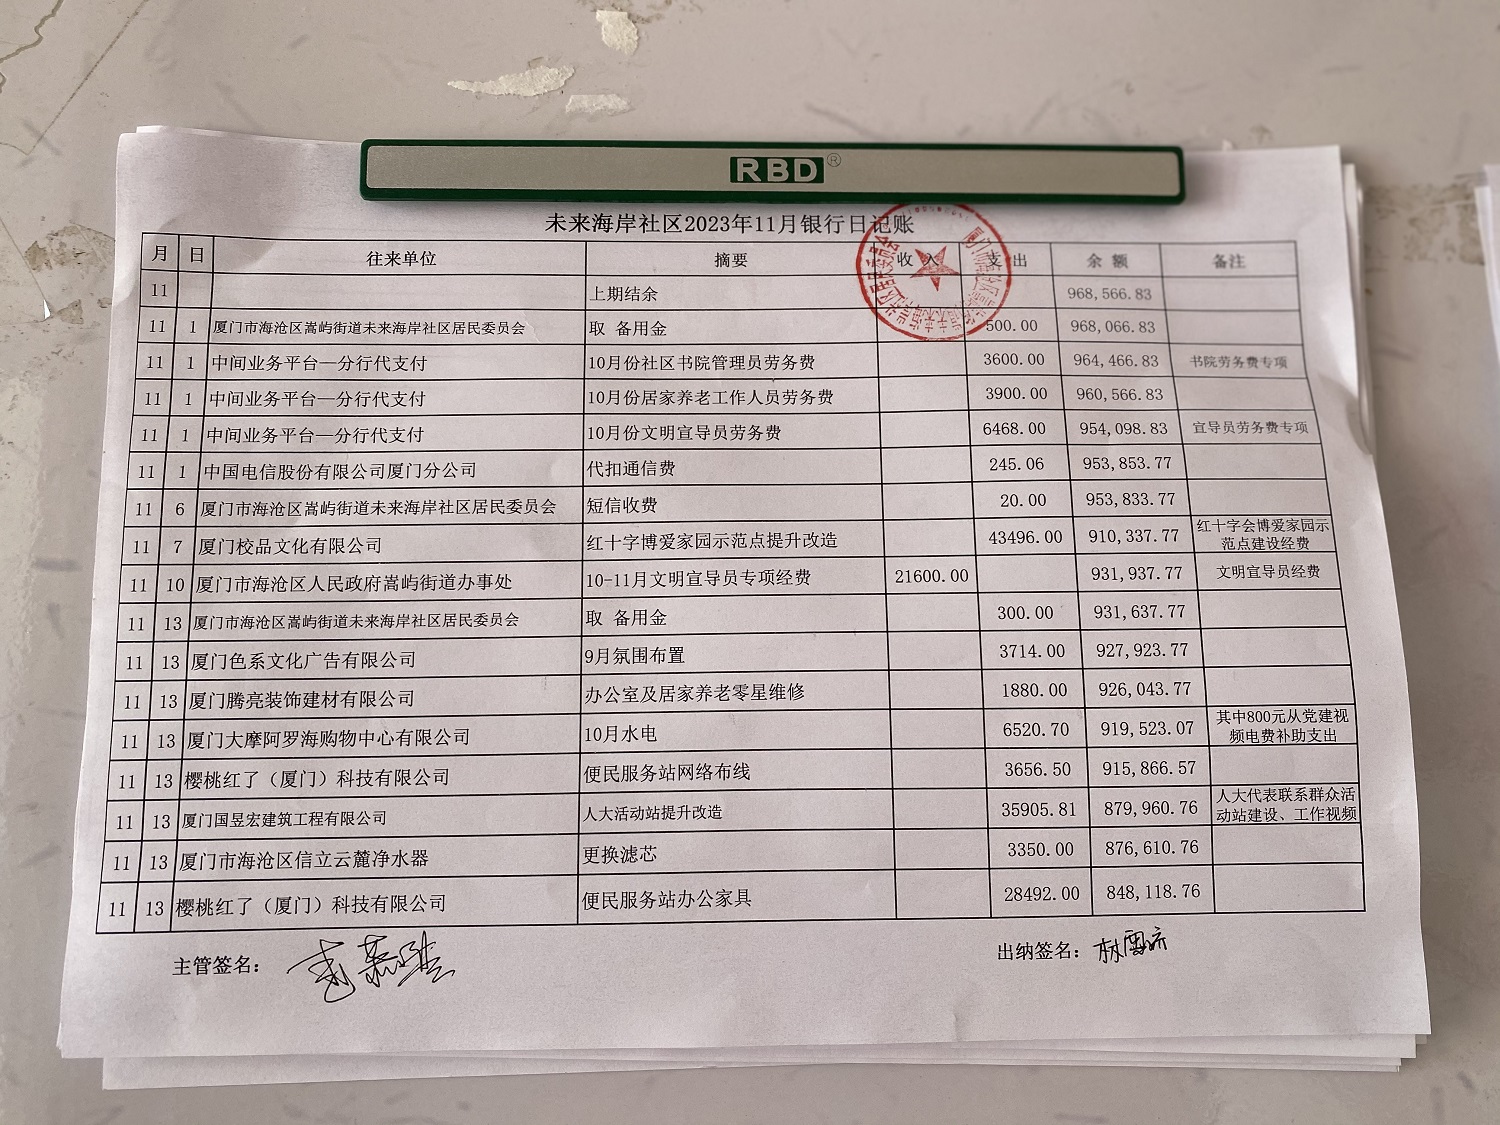 RBD®
未来海岸社区2023年11月银行日记账
月 日 往来单位 摘要 收入 支出 余额 备注
11 上期结余 968,566.83
11 1 厦门市海沧区嵩屿街道未来海岸社区居民委员会 取 备用金 500.00 968,066.83
11 1 中间业务平台—分行代支付 10月份社区书院管理员劳务费 3600.00 964,466.83 书院劳务费专项
11 1 中间业务平台—分行代支付 10月份居家养老工作人员劳务费 3900.00 960,566.83
11 1 中间业务平台—分行代支付 10月份文明宣导员劳务费 6468.00 954,098.83 宣导员劳务费专项
11 1 中国电信股份有限公司厦门分公司 代扣通信费 245.06 953,853.77
11 6 厦门市海沧区嵩屿街道未来海岸社区居民委员会 短信收费 20.00 953,833.77
11 7 厦门校品文化有限公司 红十字博爱家园示范点提升改造 43496.00 910,337.77 红十字会博爱家园示
范点建设经费
11 10 厦门市海沧区人民政府嵩屿街道办事处 10-11月文明宣导员专项经费 21600.00 931,937.77 文明宣导员经费
11 13 厦门市海沧区嵩屿街道未来海岸社区居民委员会 取 备用金 300.00 931,637.77
11 13 厦门色系文化广告有限公司 9月氛围布置 3714.00 927,923.77
11 13 厦门腾亮装饰建材有限公司 办公室及居家养老零星维修 1880.00 926,043.77
11 13 厦门大摩阿罗海购物中心有限公司 10月水电 6520.70 919,523.07 其中800元从党建视
频电费补助支出
11 13 樱桃红了（厦门）科技有限公司 便民服务站网络布线 3656.50 915,866.57
11 13 厦门国昱宏建筑工程有限公司 人大活动站提升改造 35905.81 879,960.76 人大代表联系群众活
动站建设、工作视频
11 13 厦门市海沧区信立云麓净水器 更换滤芯 3350.00 876,610.76
11 13 樱桃红了（厦门）科技有限公司 便民服务站办公家具 28492.00 848,118.76
主管签名： 出纳签名：